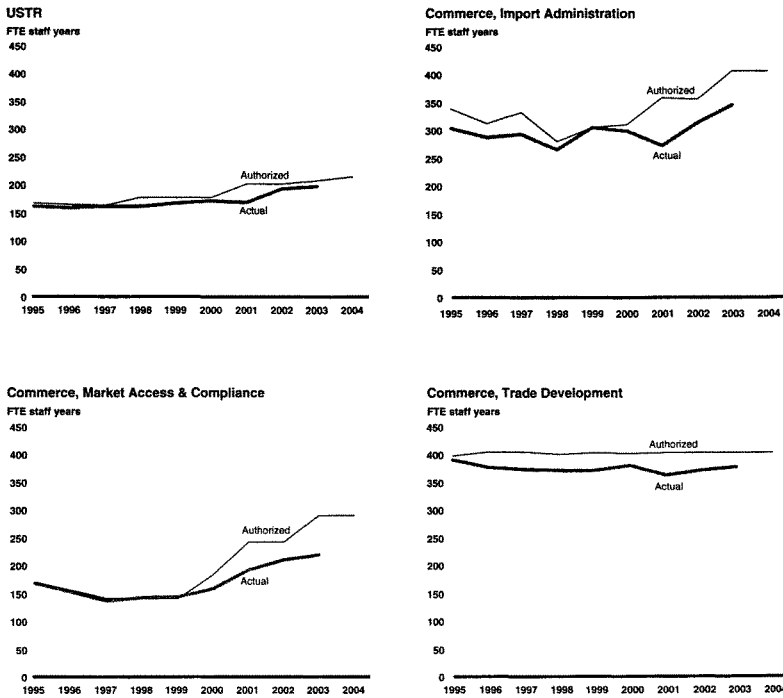 USTR
FTE staff years
450
400
350
300
250
200
150
100
50
0
Authorized
Actual
1995 1996 1997 1998 1999 2000 2001 2002 2003 2004
Commerce, Import Administration
FTE staff years
450
400
350
300
250
200
150
100
50
0
Authorized
Actual
1995 1996 1997 1998 1999 2000 2001 2002 2003 2004
Commerce, Market Access & Compliance
FTE staff years
450
400
350
300
250
200
150
100
50
0
Authorized
Actual
1995 1996 1997 1998 1999 2000 2001 2002 2003 2004
Commerce, Trade Development
FTE staff years
450
400
350
300
250
200
150
100
50
0
Authorized
Actual
1995 1996 1997 1998 1999 2000 2001 2002 2003